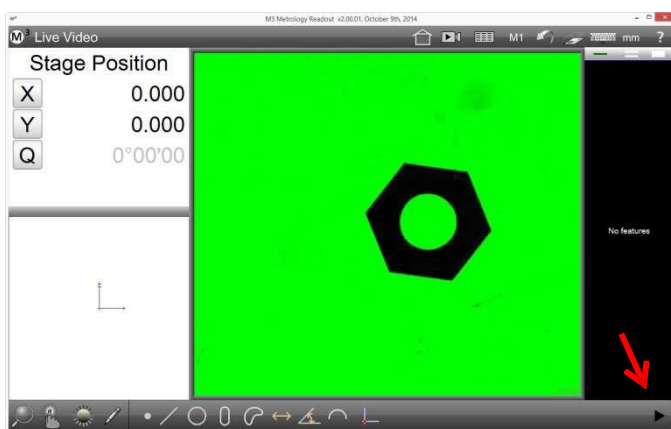 M3 Metrology Readout v2.00.01, October 9th, 2014
M³ Live Video
M1
mm
?
Stage Position
X 0.000
Y 0.000
Q 0°00'00
No features